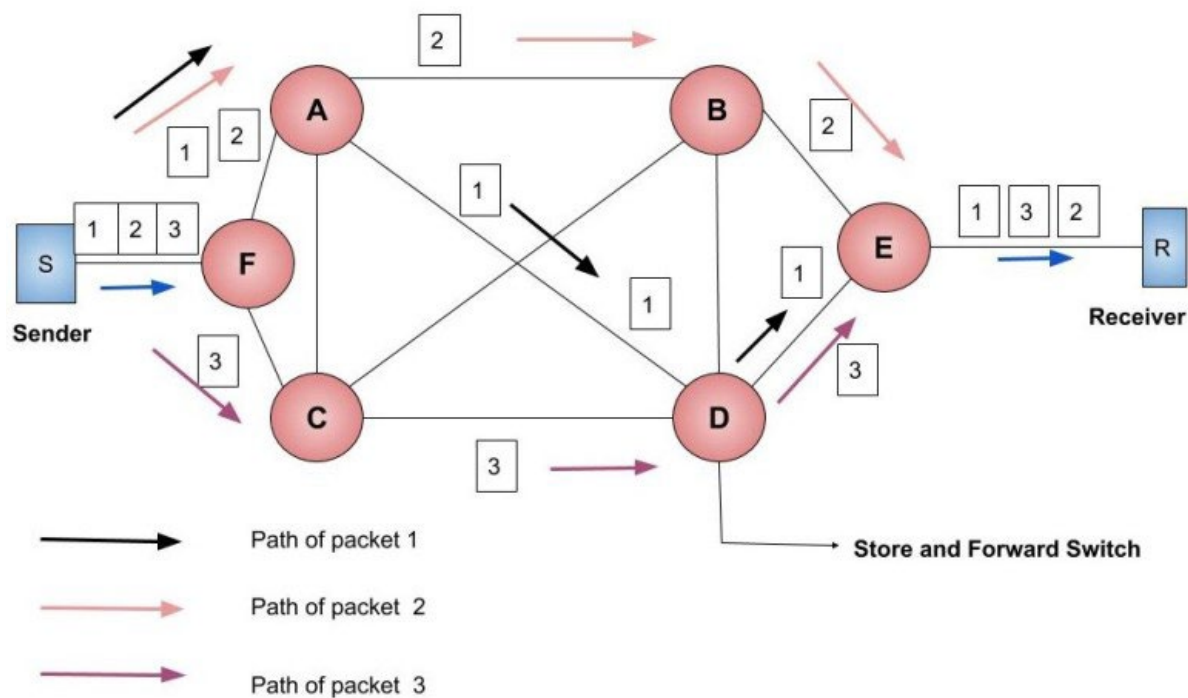 2
A
B
1
2
2
1
1 2 3
1 3 2
S
F
E
R
1
1
Sender
Receiver
3
3
C
D
3
Store and Forward Switch
Path of packet 1
Path of packet 2
Path of packet 3